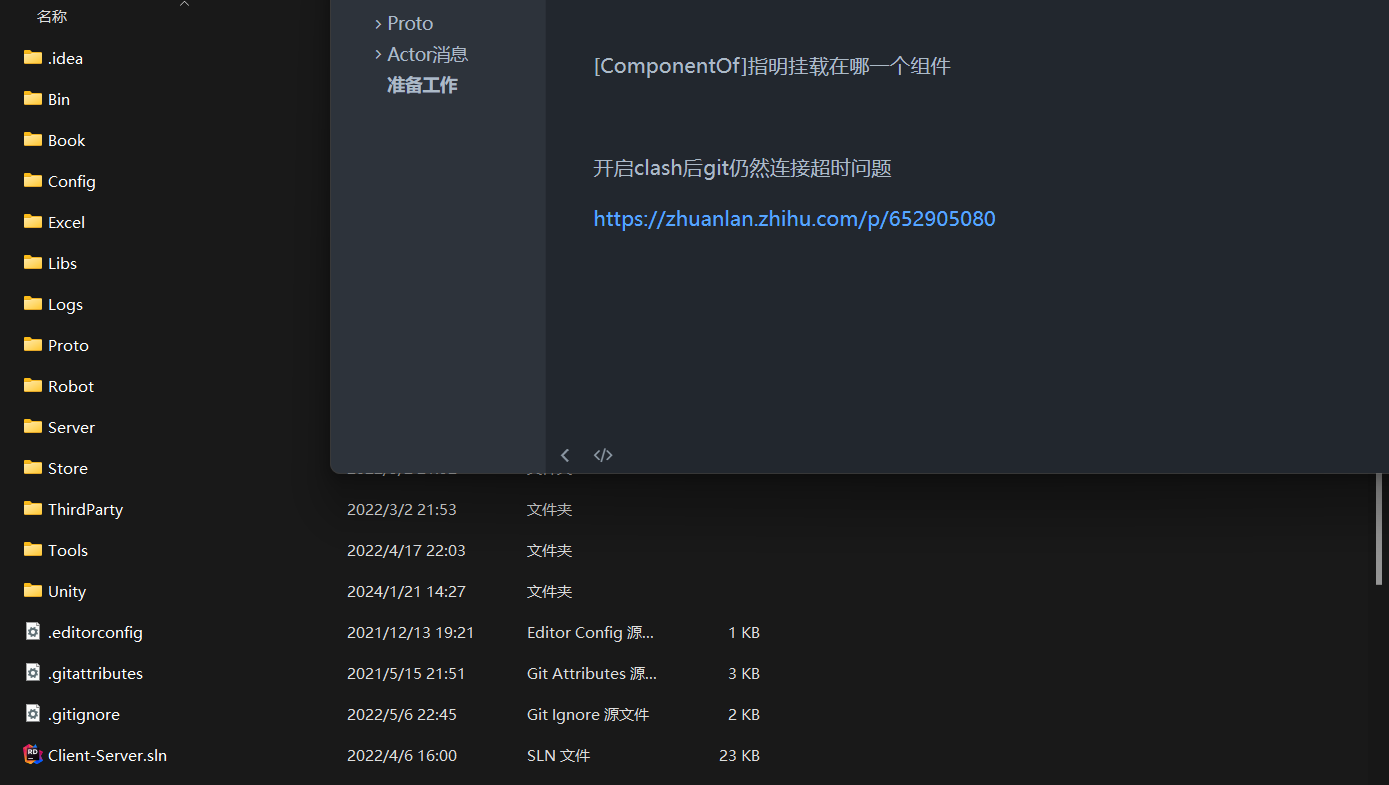 名称
.idea
Bin
Book
Config
Excel
Libs
Logs
Proto
Robot
Server
Store
ThirdParty 2022/3/2 21:53 文件夹
Tools 2022/4/17 22:03 文件夹
Unity 2024/1/21 14:27 文件夹
.editorconfig 2021/12/13 19:21 Editor Config 源... 1 KB
.gitattributes 2021/5/15 21:51 Git Attributes 源... 3 KB
.gitignore 2022/5/6 22:45 Git Ignore 源文件 2 KB
Client-Server.sln 2022/4/6 16:00 SLN 文件 23 KB
Proto
Actor消息
准备工作
[ComponentOf]指明挂载在哪一个组件
开启clash后git仍然连接超时问题
https://zhuanlan.zhihu.com/p/652905080